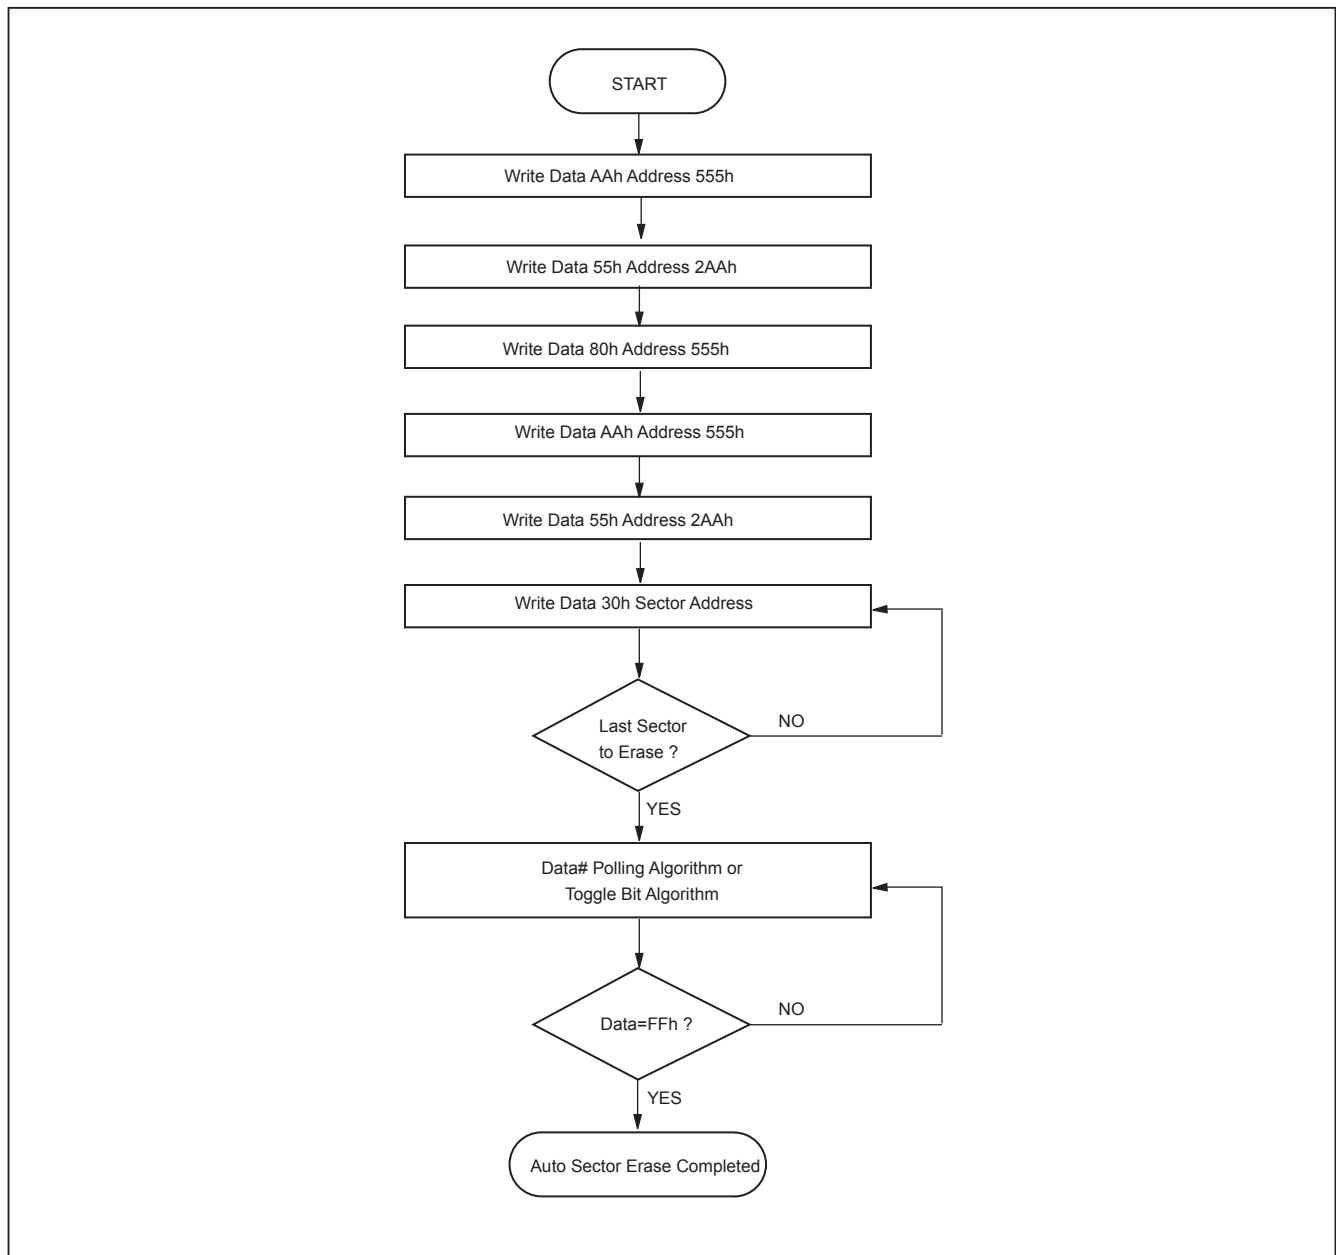 START
Write Data AAh Address 555h
Write Data 55h Address 2AAh
Write Data 80h Address 555h
Write Data AAh Address 555h
Write Data 55h Address 2AAh
Write Data 30h Sector Address
Last Sector
to Erase ?
NO
YES
Data# Polling Algorithm or
Toggle Bit Algorithm
Data=FFh ?
NO
YES
Auto Sector Erase Completed